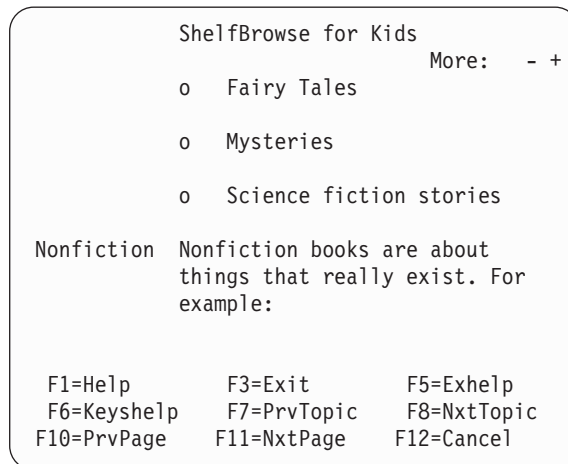 ShelfBrowse for Kids
More: - +
o Fairy Tales
o Mysteries
o Science fiction stories
Nonfiction Nonfiction books are about
things that really exist. For
example:
F1=Help F3=Exit F5=Exhelp
F6=Keyshelp F7=PrvTopic F8=NxtTopic
F10=PrvPage F11=NxtPage F12=Cancel